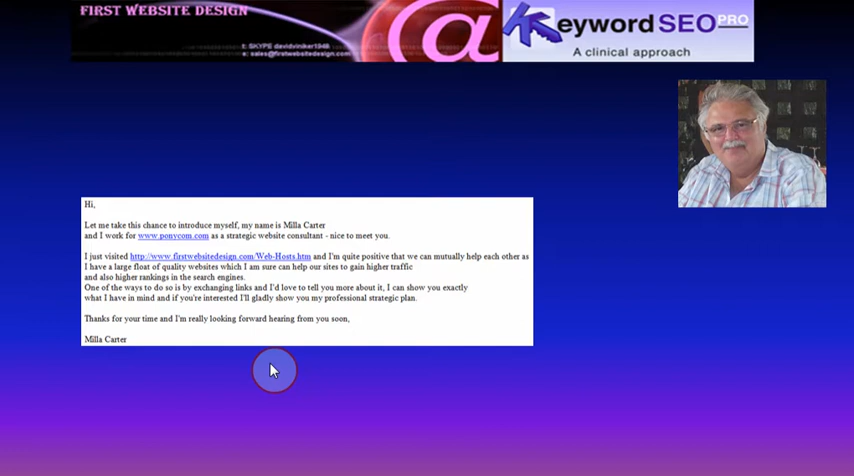 FIRST WEBSITE DESIGN
t: SKYPE davidviniker1948
e: sales@firstwebsitedesign.com
@
KeywordSEO PRO
A clinical approach
Hi,
Let me take this chance to introduce myself, my name is Milla Carter
and I work for www.ponycom.com as a strategic website consultant - nice to meet you.
I just visited http://www.firstwebsitedesign.com/Web-Hosts.htm and I'm quite positive that we can mutually help each other as
I have a large float of quality websites which I am sure can help our sites to gain higher traffic
and also higher rankings in the search engines.
One of the ways to do so is by exchanging links and I'd love to tell you more about it, I can show you exactly
what I have in mind and if you're interested I'll gladly show you my professional strategic plan.
Thanks for your time and I'm really looking forward hearing from you soon,
Milla Carter